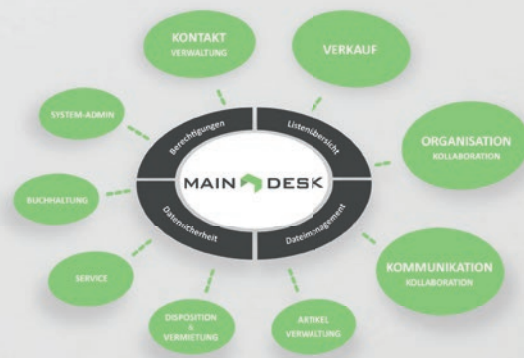 KONTAKT
VERWALTUNG
VERKAUF
SYSTEM-ADMIN
Berechtigungen
Listenübersicht
ORGANISATION
KOLLABORATION
MAIN DESK
BUCHHALTUNG
Datensicherheit
Dateimanagement
SERVICE
KOMMUNIKATION
KOLLABORATION
DISPOSITION
&
VERMIETUNG
ARTIKEL
VERWALTUNG